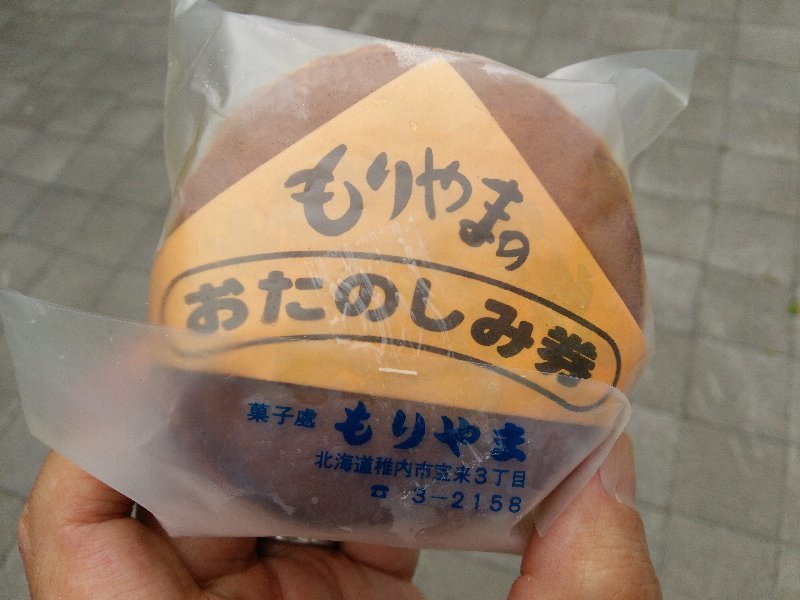 もりやまの
おたのしみ券
菓子處 もりやま
北海道稚内市宝来3丁目
☎ 3-2158